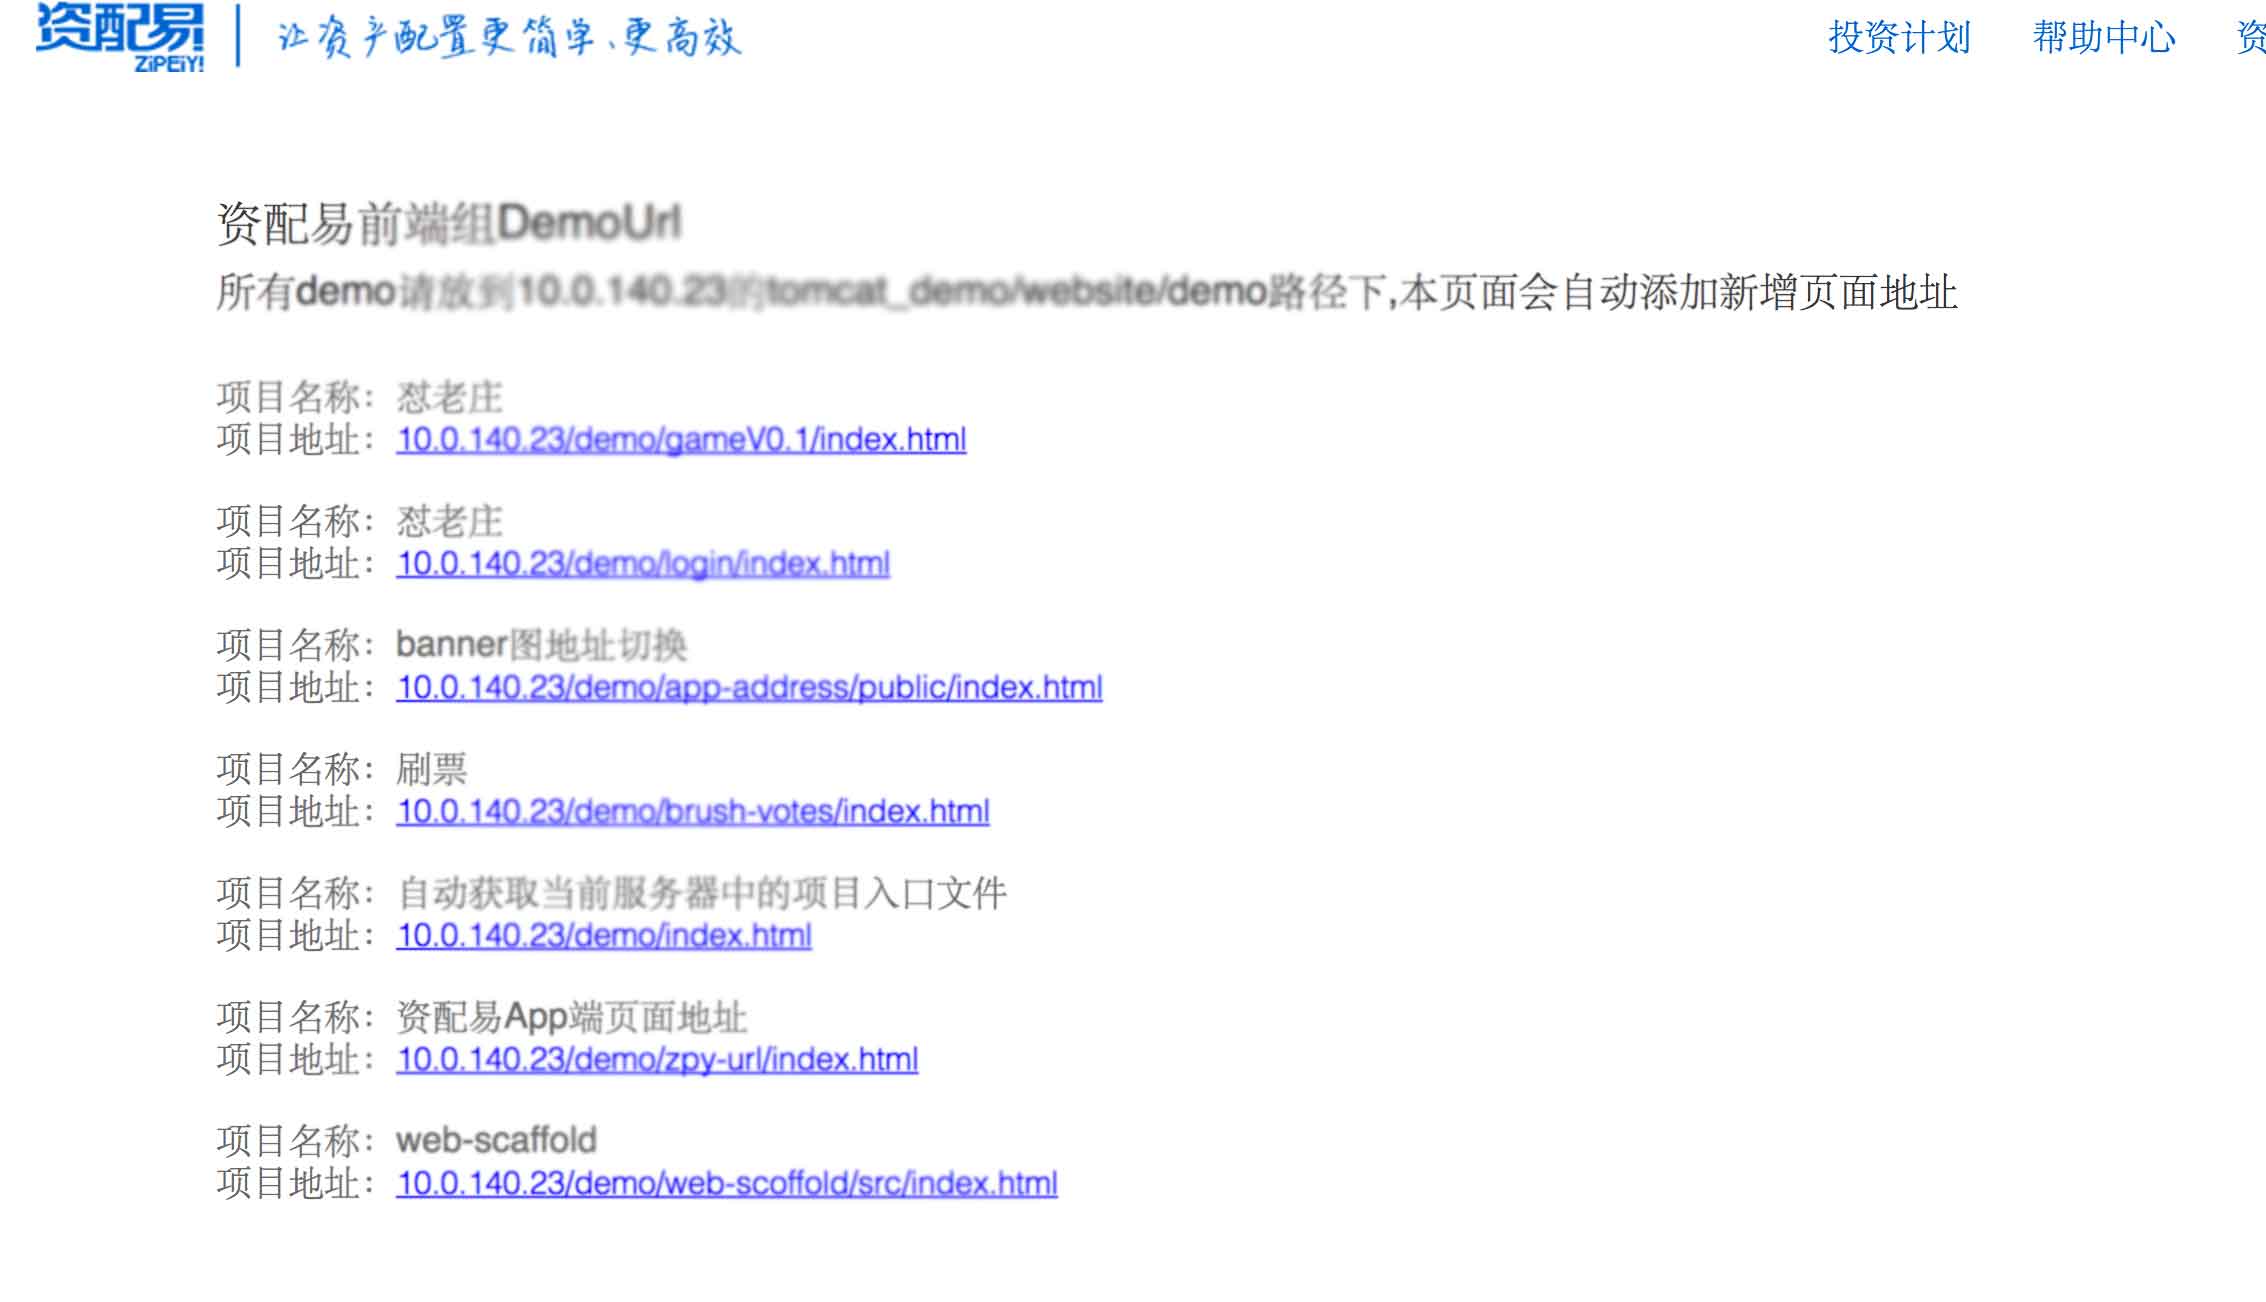 资配易
ZiPEiYi
让资产配置更简单、更高效
投资计划 帮助中心 资
资配易前端组DemoUrl
所有demo请放到10.0.140.23的tomcat_demo/website/demo路径下,本页面会自动添加新增页面地址
项目名称：怼老庄
项目地址：10.0.140.23/demo/gameV0.1/index.html
项目名称：怼老庄
项目地址：10.0.140.23/demo/login/index.html
项目名称：banner图地址切换
项目地址：10.0.140.23/demo/app-address/public/index.html
项目名称：刷票
项目地址：10.0.140.23/demo/brush-votes/index.html
项目名称：自动获取当前服务器中的项目入口文件
项目地址：10.0.140.23/demo/index.html
项目名称：资配易App端页面地址
项目地址：10.0.140.23/demo/zpy-url/index.html
项目名称：web-scaffold
项目地址：10.0.140.23/demo/web-scoffold/src/index.html